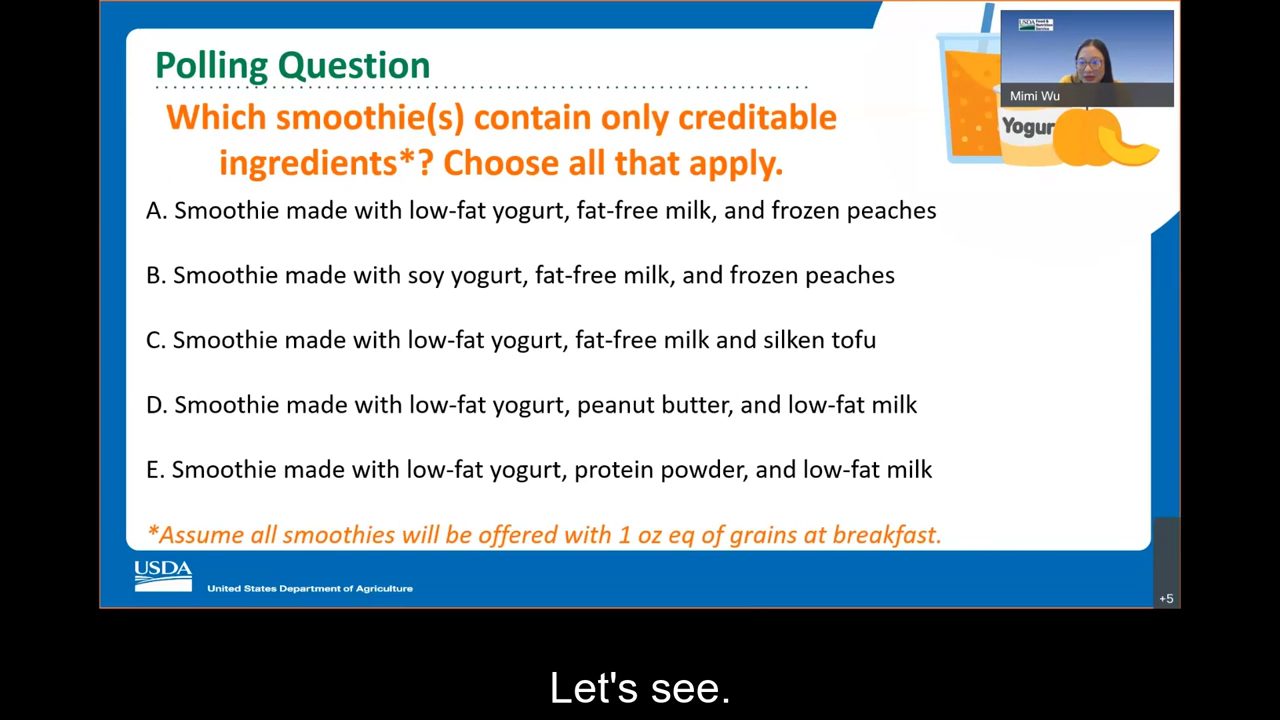 Polling Question
Which smoothie(s) contain only creditable
ingredients*? Choose all that apply.
A. Smoothie made with low-fat yogurt, fat-free milk, and frozen peaches
B. Smoothie made with soy yogurt, fat-free milk, and frozen peaches
C. Smoothie made with low-fat yogurt, fat-free milk and silken tofu
D. Smoothie made with low-fat yogurt, peanut butter, and low-fat milk
E. Smoothie made with low-fat yogurt, protein powder, and low-fat milk
*Assume all smoothies will be offered with 1 oz eq of grains at breakfast.
USDA
United States Department of Agriculture
USDA Food & Nutrition Service
Mimi Wu
Yogur
+5
Let's see.